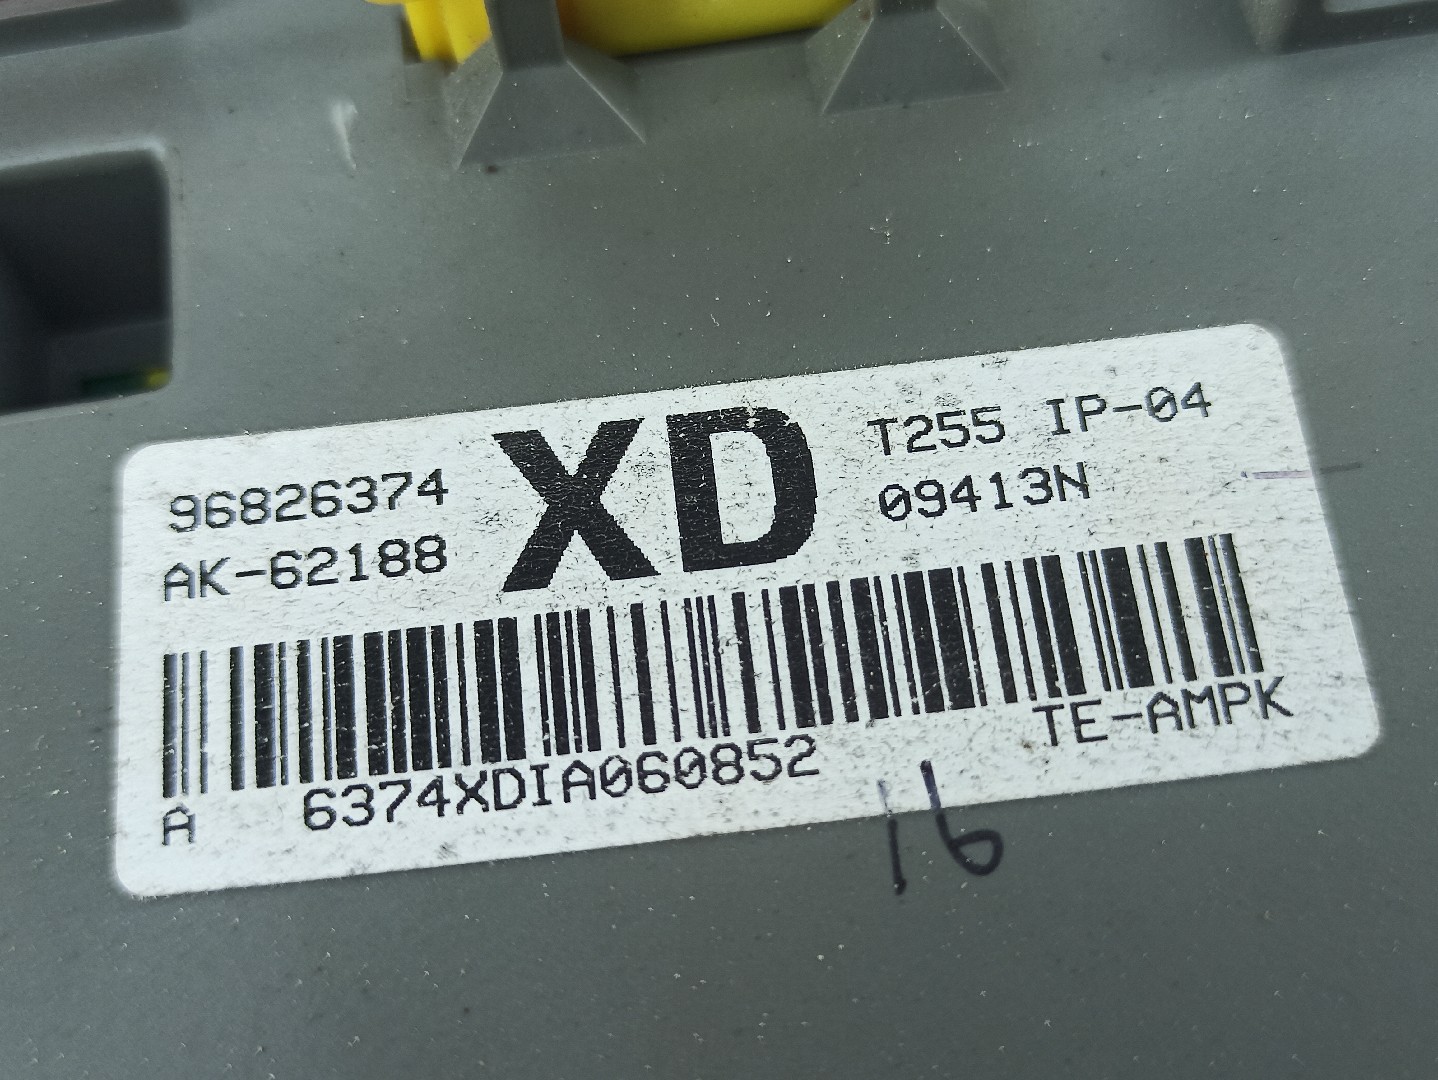 96826374
AK-62188
XD
T255 IP-04
09413N
TE-AMPK
A 6374XDIA060852
16